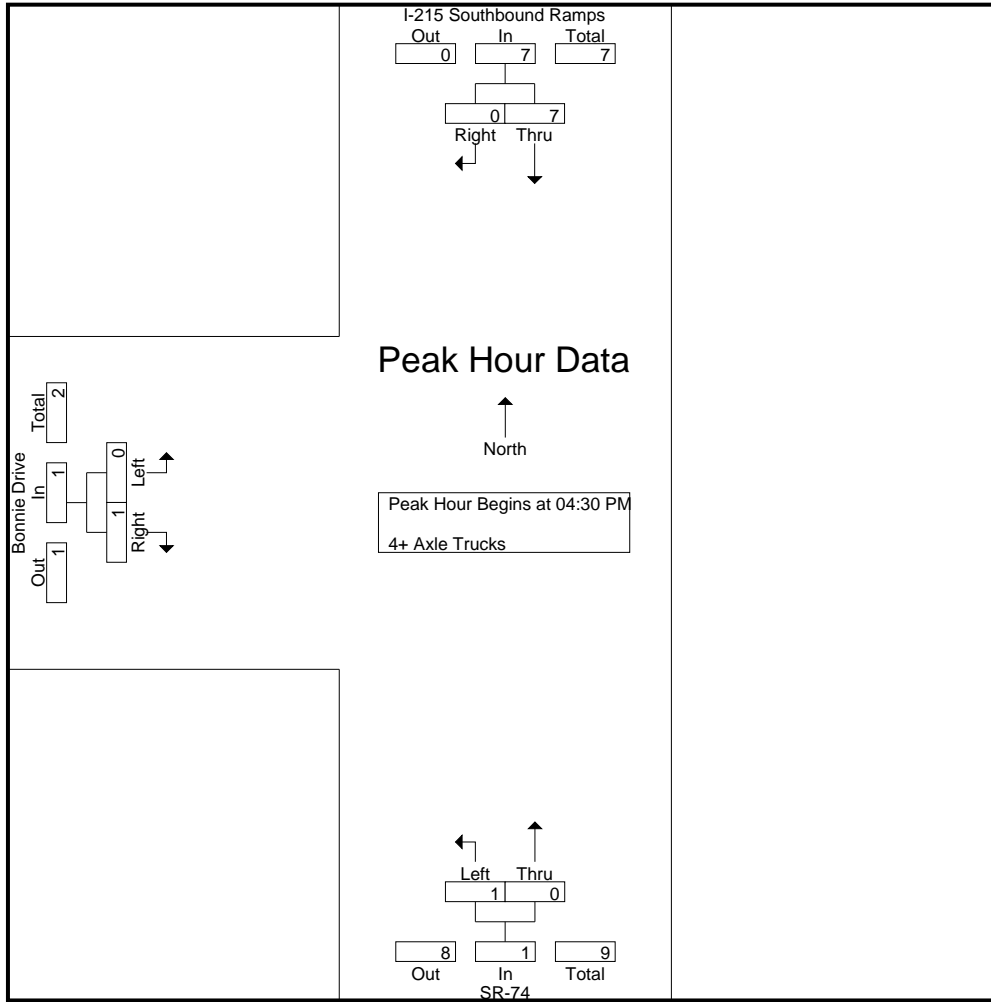 I-215 Southbound Ramps
Out In Total
0 7 7
0 7
Right Thru
Peak Hour Data
North
Peak Hour Begins at 04:30 PM
4+ Axle Trucks
Bonnie Drive
Out In Total
1 1 2
Right Left
1 0
Left Thru
1 0
8 1 9
Out In Total
SR-74